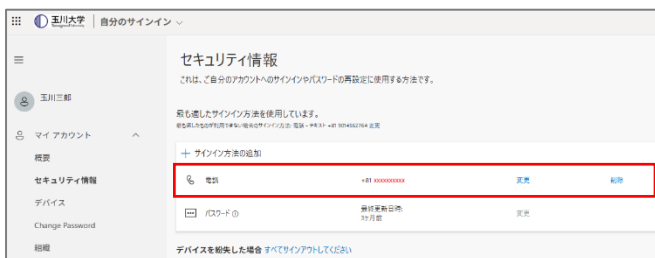 玉川大学 自分のサインイン
セキュリティ情報
これは、ご自分のアカウントへのサインインやパスワードの再設定に使用する方法です。
玉川三郎
最も適したサインイン方法を使用しています。
マイ アカウント
サインイン方法の追加
概要
セキュリティ情報
電話 +81 xxxxxxxxxx 変更 削除
デバイス
パスワード 最終更新日時: 変更
3ヶ月前
Change Password
組織
デバイスを紛失した場合 すべてサインアウトしてください